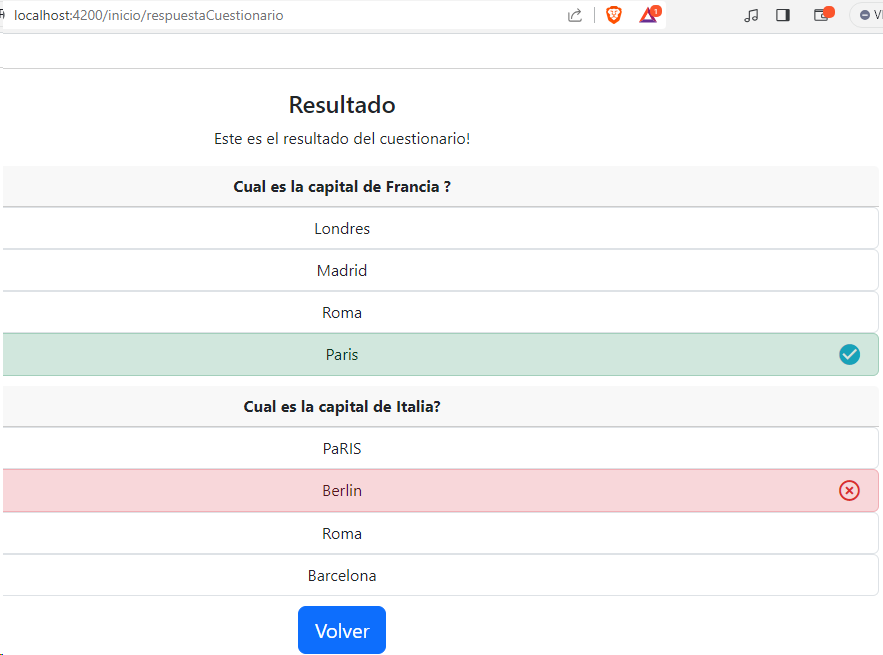 localhost:4200/inicio/respuestaCuestionario
1
Resultado
Este es el resultado del cuestionario!
Cual es la capital de Francia ?
Londres
Madrid
Roma
Paris
Cual es la capital de Italia?
PaRIS
Berlin
Roma
Barcelona
Volver